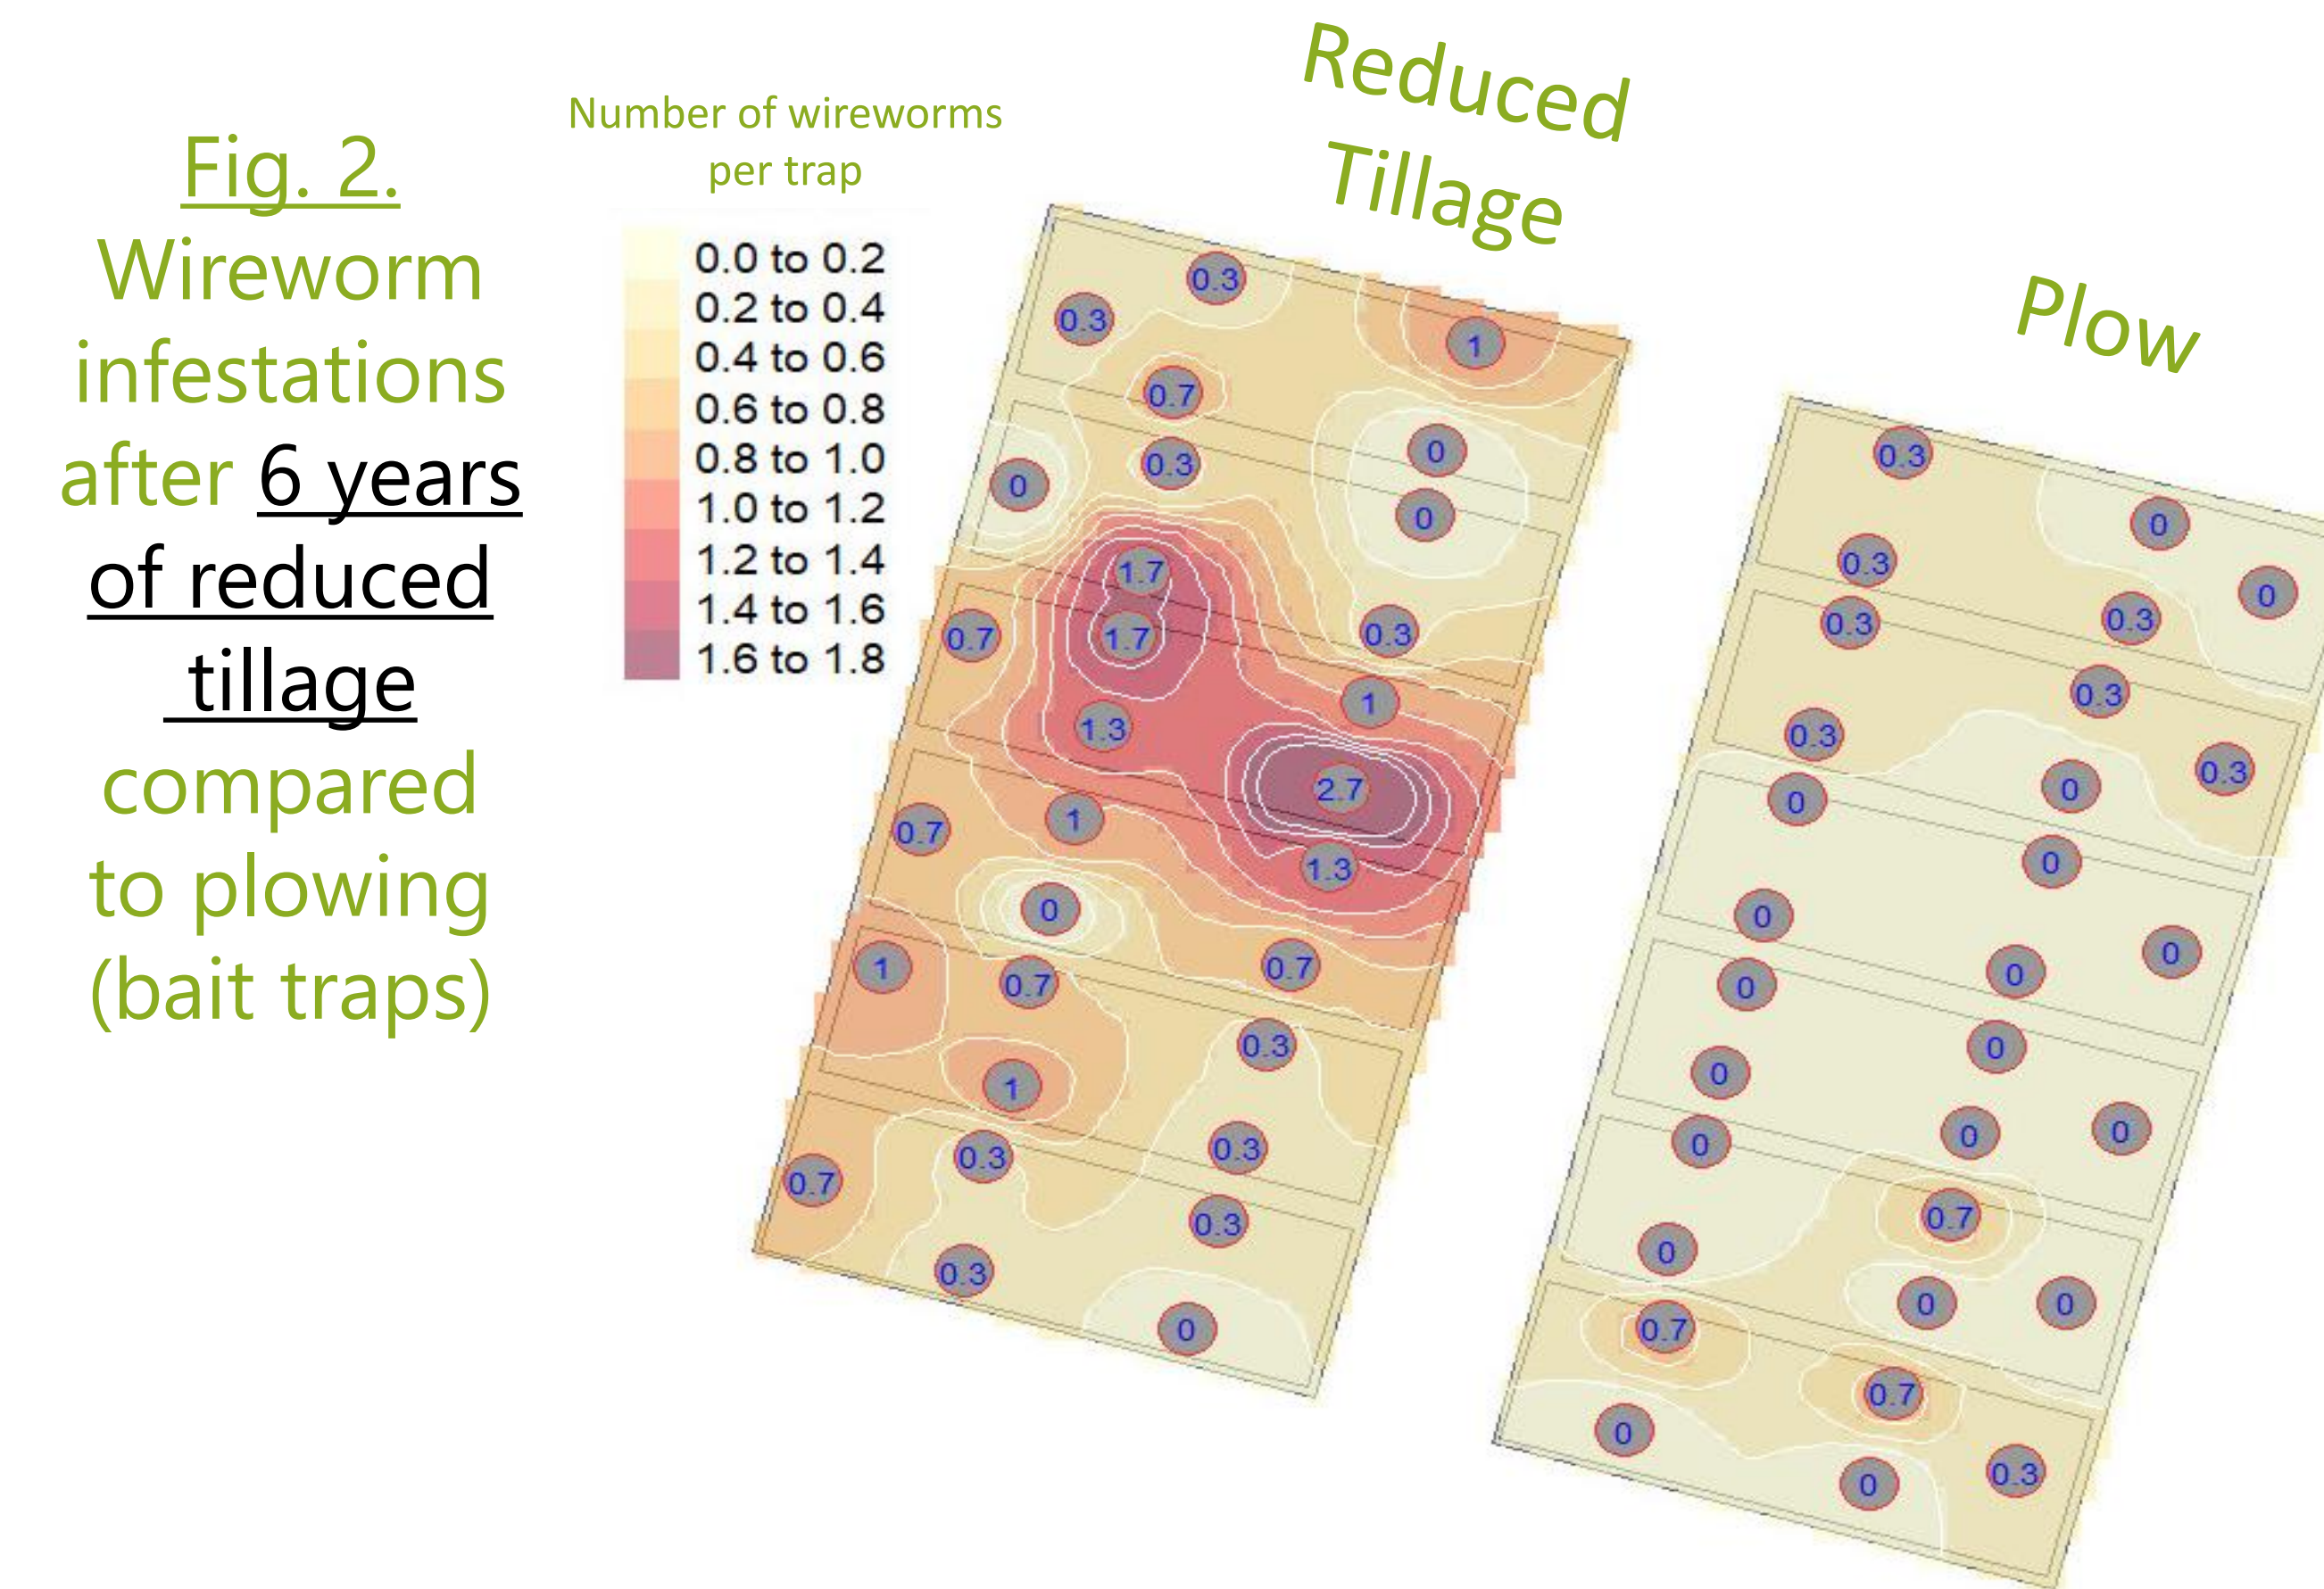 Fig. 2.
Wireworm
infestations
after 6 years
of reduced
tillage
compared
to plowing
(bait traps)
Number of wireworms
per trap
0.0 to 0.2
0.2 to 0.4
0.4 to 0.6
0.6 to 0.8
0.8 to 1.0
1.0 to 1.2
1.2 to 1.4
1.4 to 1.6
1.6 to 1.8
Reduced
Tillage
0.3
0.3
1
0.7
0
0.3
0
0
1.7
0.7
1.7
0.3
1
1.3
2.7
0.7
1
1.3
0
1
0.7
0.7
0.3
1
0.3
0.3
0.7
0.3
0.3
0
Plow
0.3
0
0.3
0
0.3
0.3
0.3
0.3
0.3
0
0
0
0
0
0
0
0
0
0
0
0
0.7
0
0
0
0.7
0.7
0
0.3
0